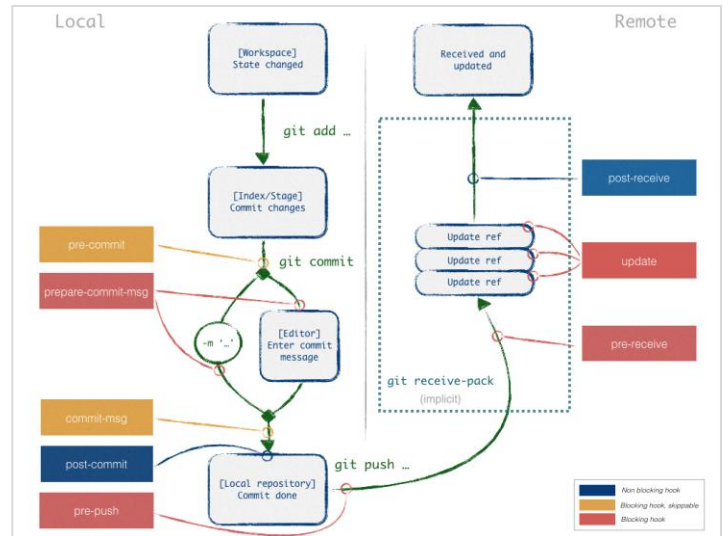 Local
Remote
[Workspace]
State changed
Received and
updated
git add …
post-receive
[Index/Stage]
Commit changes
pre-commit
git commit
Update ref
Update ref
Update ref
update
prepare-commit-msg
-m '…'
[Editor]
Enter commit
message
pre-receive
git receive-pack
(implicit)
commit-msg
post-commit
git push …
[Local repository]
Commit done
pre-push
Non blocking hook
Blocking hook, skippable
Blocking hook